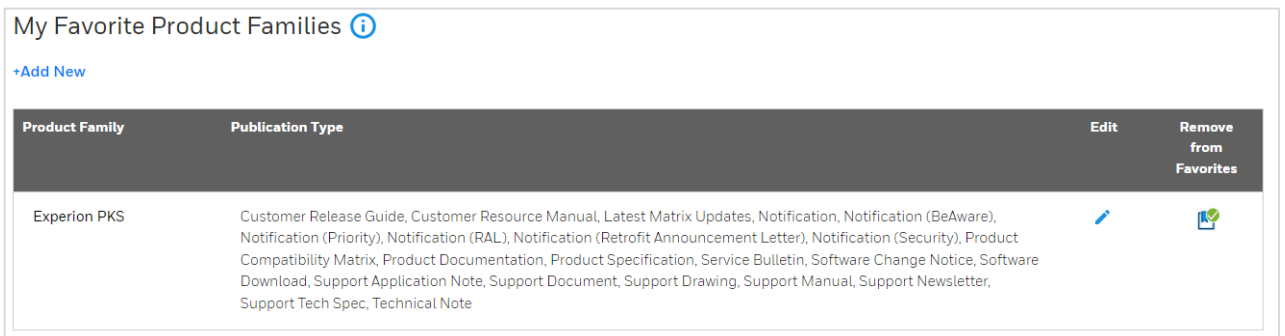 My Favorite Product Families
+Add New
Product Family Publication Type Edit Remove
from
Favorites
Experion PKS Customer Release Guide, Customer Resource Manual, Latest Matrix Updates, Notification, Notification (BeAware),
Notification (Priority), Notification (RAL), Notification (Retrofit Announcement Letter), Notification (Security), Product
Compatibility Matrix, Product Documentation, Product Specification, Service Bulletin, Software Change Notice, Software
Download, Support Application Note, Support Document, Support Drawing, Support Manual, Support Newsletter,
Support Tech Spec, Technical Note